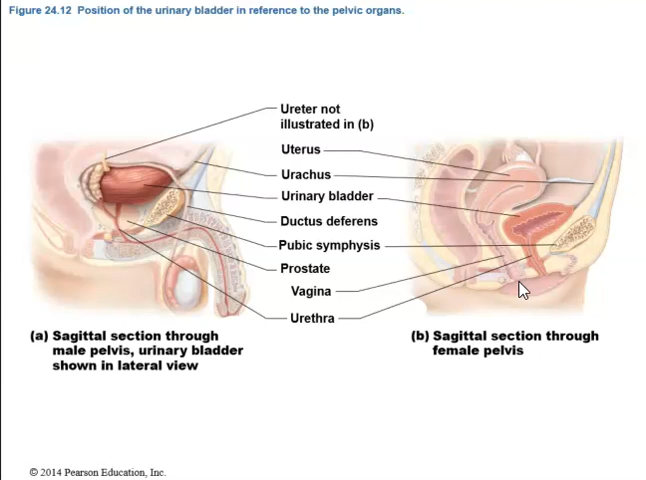 Figure 24.12 Position of the urinary bladder in reference to the pelvic organs.
Ureter not
illustrated in (b)
Uterus
Urachus
Urinary bladder
Ductus deferens
Pubic symphysis
Prostate
Vagina
Urethra
(a) Sagittal section through
male pelvis, urinary bladder
shown in lateral view
(b) Sagittal section through
female pelvis
© 2014 Pearson Education, Inc.